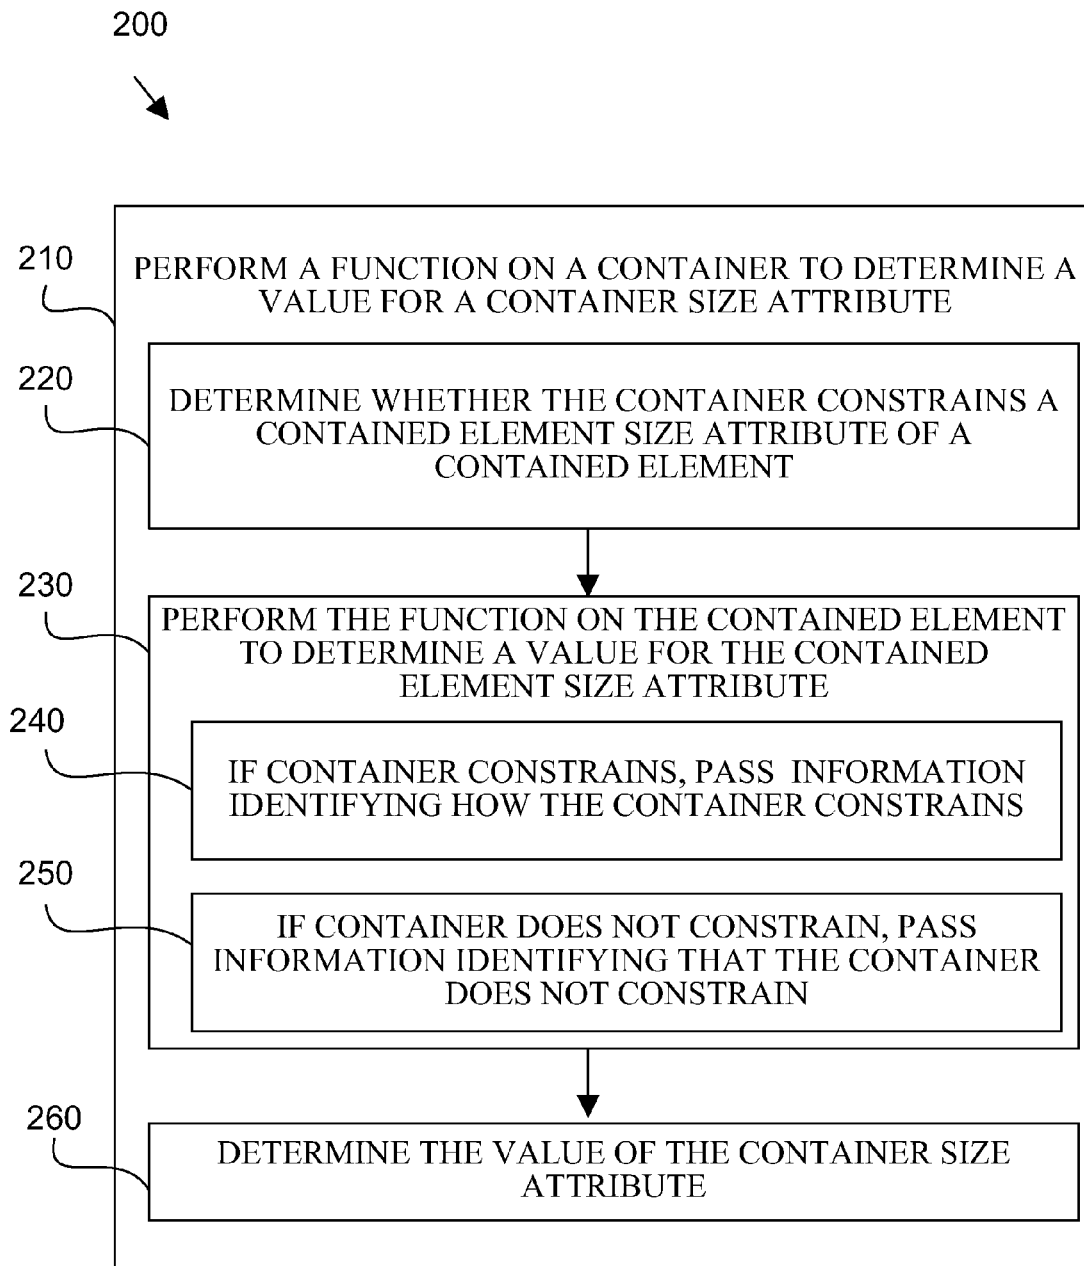 200
210
PERFORM A FUNCTION ON A CONTAINER TO DETERMINE A
VALUE FOR A CONTAINER SIZE ATTRIBUTE
220
DETERMINE WHETHER THE CONTAINER CONSTRAINS A
CONTAINED ELEMENT SIZE ATTRIBUTE OF A
CONTAINED ELEMENT
230
PERFORM THE FUNCTION ON THE CONTAINED ELEMENT
TO DETERMINE A VALUE FOR THE CONTAINED
ELEMENT SIZE ATTRIBUTE
240
IF CONTAINER CONSTRAINS, PASS INFORMATION
IDENTIFYING HOW THE CONTAINER CONSTRAINS
250
IF CONTAINER DOES NOT CONSTRAIN, PASS
INFORMATION IDENTIFYING THAT THE CONTAINER
DOES NOT CONSTRAIN
260
DETERMINE THE VALUE OF THE CONTAINER SIZE
ATTRIBUTE